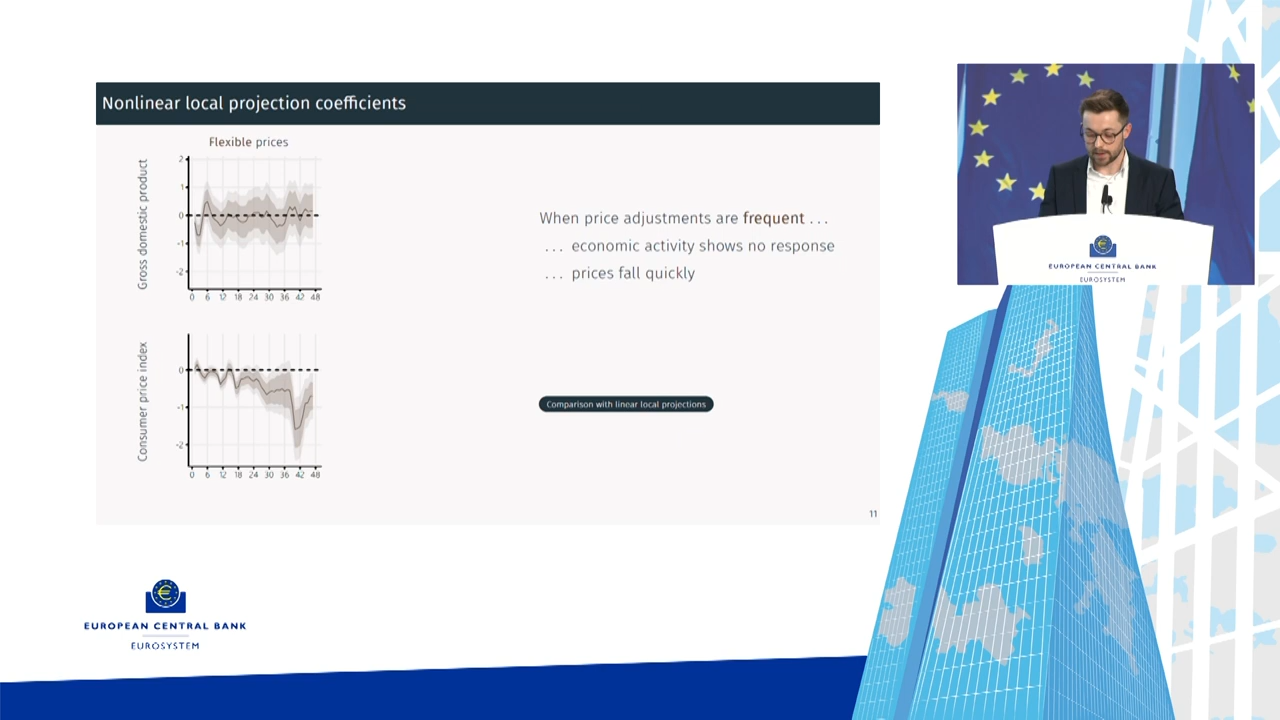 Nonlinear local projection coefficients
Flexible prices
Gross domestic product
2
1
0
-1
-2
0 6 12 18 24 30 36 42 48
Consumer price index
0
-1
-2
0 6 12 18 24 30 36 42 48
When price adjustments are frequent . . .
. . . economic activity shows no response
. . . prices fall quickly
Comparison with linear local projections
11
EUROPEAN CENTRAL BANK
EUROSYSTEM
EUROPEAN CENTRAL BANK
EUROSYSTEM